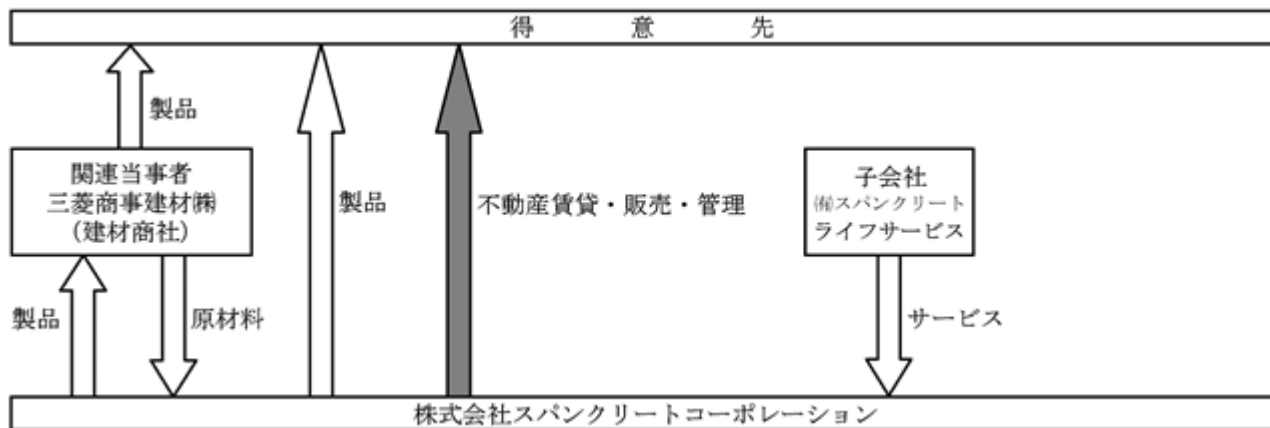 得意先
製品
関連当事者
三菱商事建材㈱
(建材商社)
製品
不動産賃貸・販売・管理
子会社
㈲スパンクリート
ライフサービス
製品
原材料
サービス
株式会社スパンクリートコーポレーション